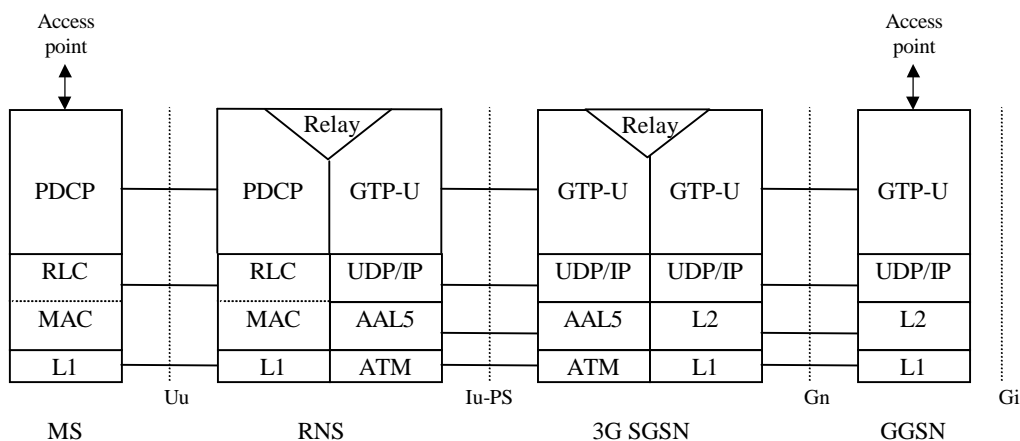 Access
point
Access
point
Relay
Relay
PDCP
PDCP
GTP-U
GTP-U
GTP-U
GTP-U
RLC
RLC
UDP/IP
UDP/IP
UDP/IP
UDP/IP
MAC
MAC
AAL5
AAL5
L2
L2
L1
L1
ATM
ATM
L1
L1
Uu
Iu-PS
Gn
Gi
MS
RNS
3G SGSN
GGSN